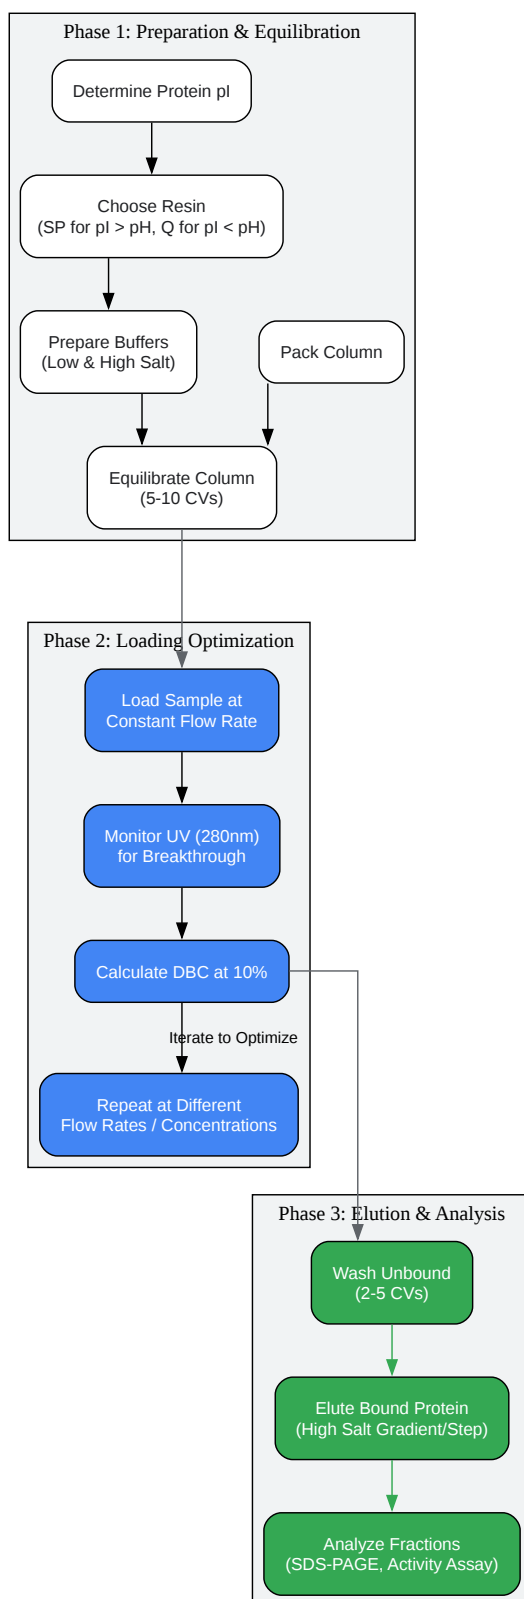 Phase 1: Preparation & Equilibration
Determine Protein pI
Choose Resin
(SP for pI > pH, Q for pI < pH)
Prepare Buffers
(Low & High Salt)
Pack Column
Equilibrate Column
(5-10 CVs)
Phase 2: Loading Optimization
Load Sample at
Constant Flow Rate
Monitor UV (280nm)
for Breakthrough
Calculate DBC at 10%
Iterate to Optimize
Repeat at Different
Flow Rates / Concentrations
Phase 3: Elution & Analysis
Wash Unbound
(2-5 CVs)
Elute Bound Protein
(High Salt Gradient/Step)
Analyze Fractions
(SDS-PAGE, Activity Assay)